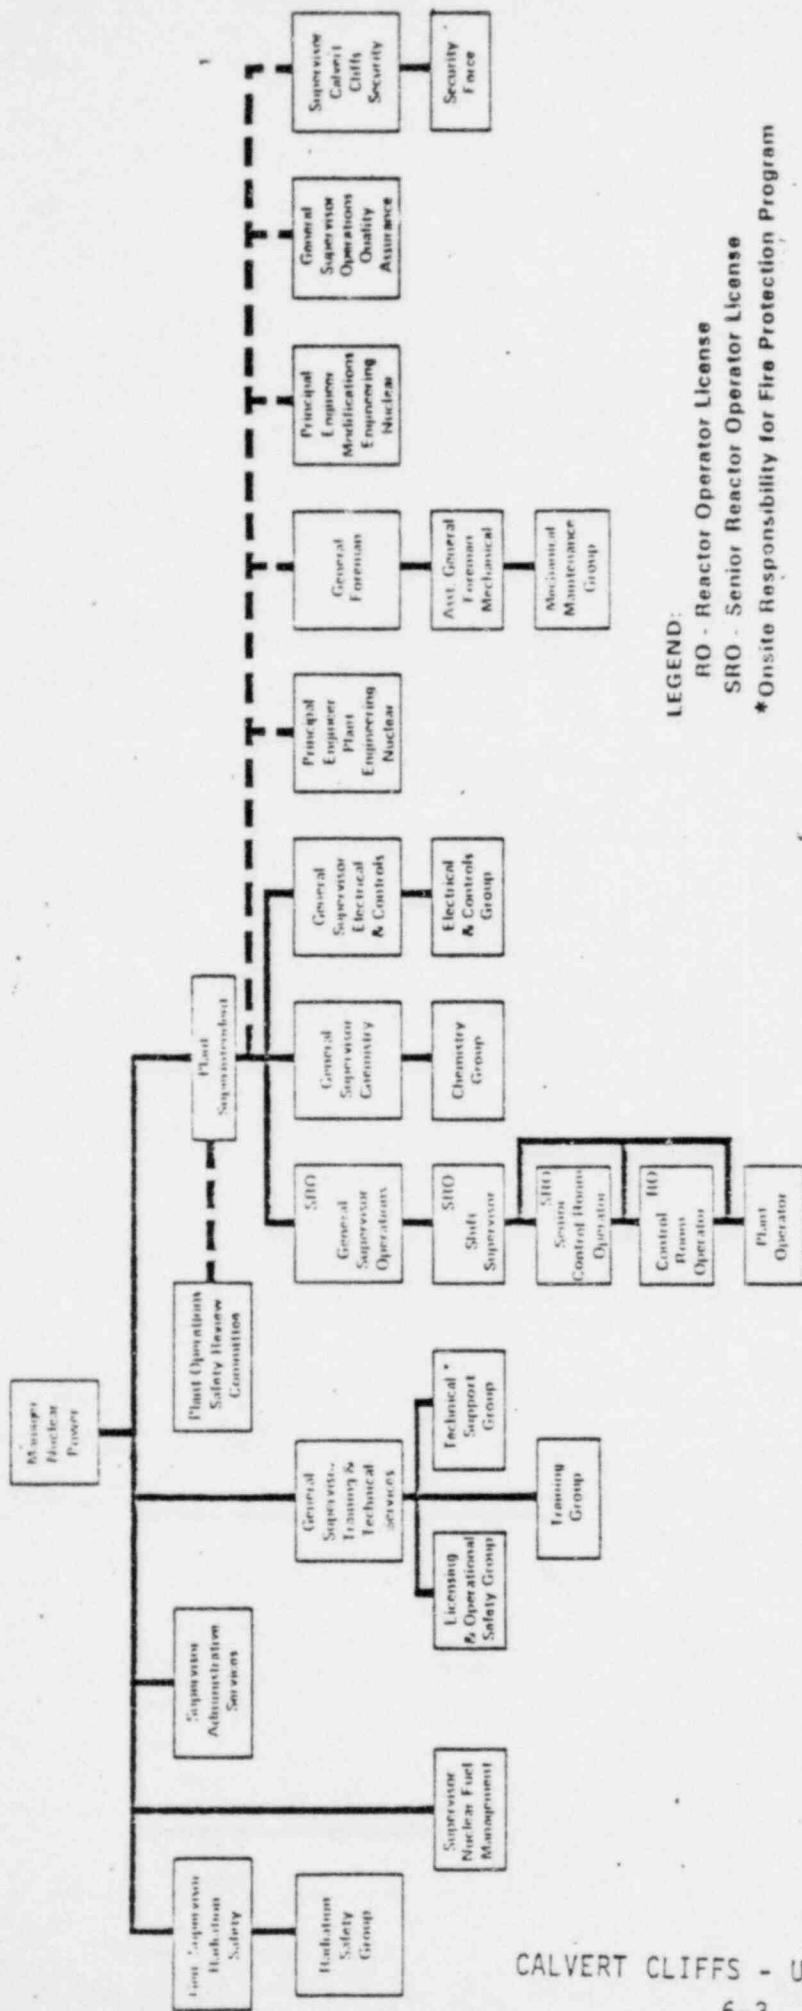 Manager
Nuclear
Power
Gen. Supervisor
Radiation
Safety
Radiation
Safety
Group
Supervisor
Nuclear Fuel
Management
Supervisor
Administrative
Services
General
Supervisor,
Training &
Technical
Services
Licensing
& Operational
Safety Group
Technical *
Support
Group
Training
Group
Plant Operations
Safety Review
Committee
Plant
Superintendent
SRO
General
Supervisor
Operations
SRO
Shift
Supervisor
SRO
Senior
Control Room
Operator
RO
Control
Room
Operator
Plant
Operator
General
Supervisor
Chemistry
Chemistry
Group
General
Supervisor
Electrical
& Controls
Electrical
& Controls
Group
Principal
Engineer
Plant
Engineering
Nuclear
General
Foreman
Asst. General
Foreman
Mechanical
Mechanical
Maintenance
Group
Principal
Engineer
Modifications
Engineering
Nuclear
General
Supervisor
Operations
Quality
Assurance
Supervisor
Calvert
Cliffs
Security
Security
Force
LEGEND:
RO - Reactor Operator License
SRO - Senior Reactor Operator License
*Onsite Responsibility for Fire Protection Program
CALVERT CLIFFS - U